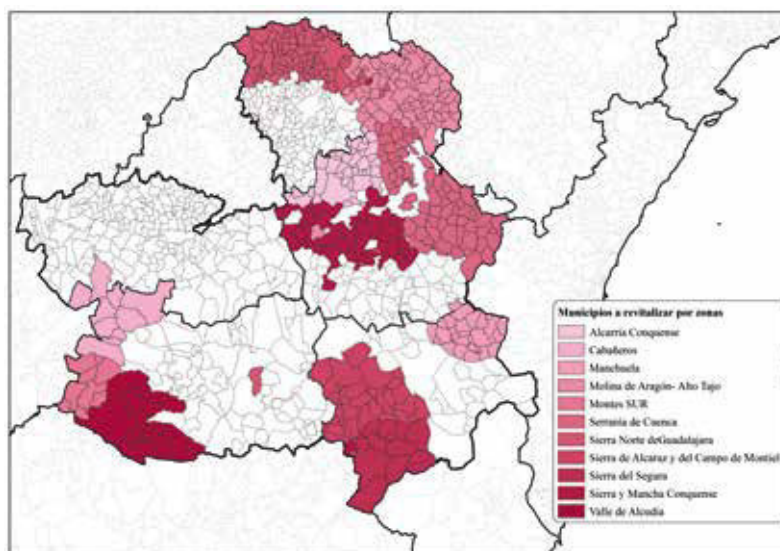 Municipios a revitalizar por zonas
Alcarria Conquense
Cabañeros
Manchuela
Molina de Aragón- Alto Tajo
Montes SUR
Serranía de Cuenca
Sierra Norte deGuadalajara
Sierra de Alcaraz y del Campo de Montiel
Sierra del Segura
Sierra y Mancha Conquense
Valle de Alcudia